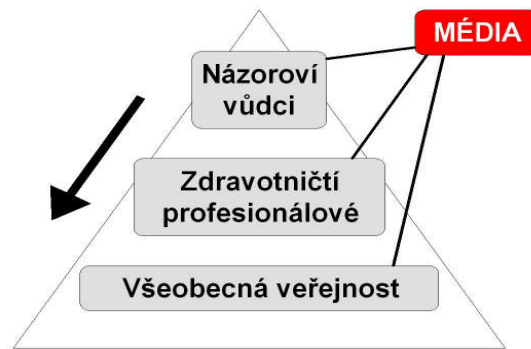 MÉDIA
Názoroví
vůdci
Zdravotničtí
profesionálové
Všeobecná veřejnost